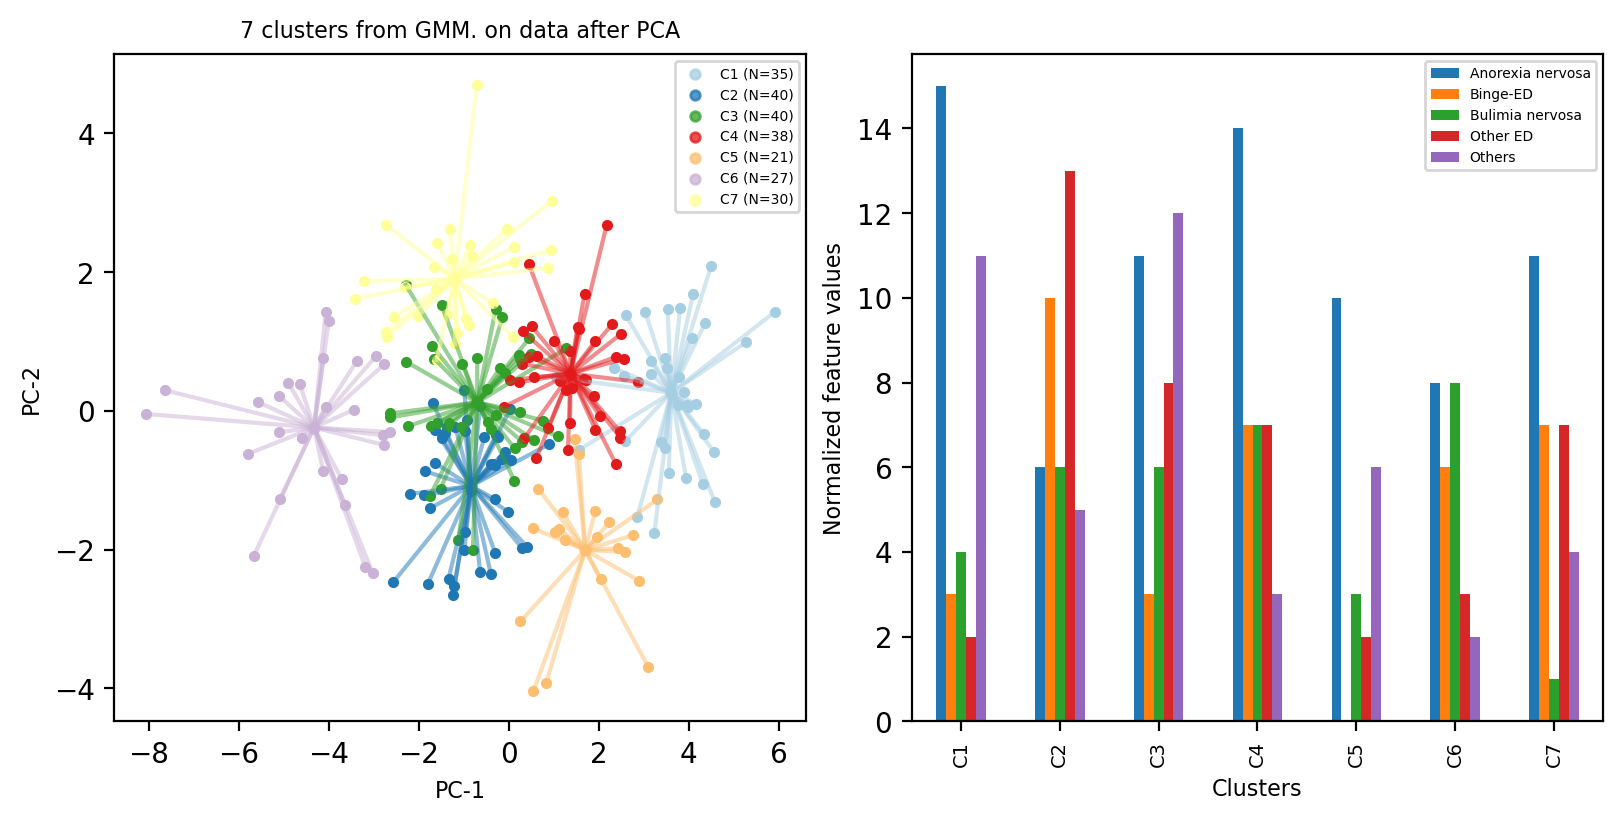 7 clusters from GMM. on data after PCA
C1 (N=35)
C2 (N=40)
C3 (N=40)
C4 (N=38)
C5 (N=21)
C6 (N=27)
C7 (N=30)
4
2
0
−2
−4
PC-2
−8
−6
−4
−2
0
2
4
6
PC-1
Anorexia nervosa
Binge-ED
Bulimia nervosa
Other ED
Others
14
12
10
8
6
4
2
0
Normalized feature values
C1
C2
C3
C4
C5
C6
C7
Clusters